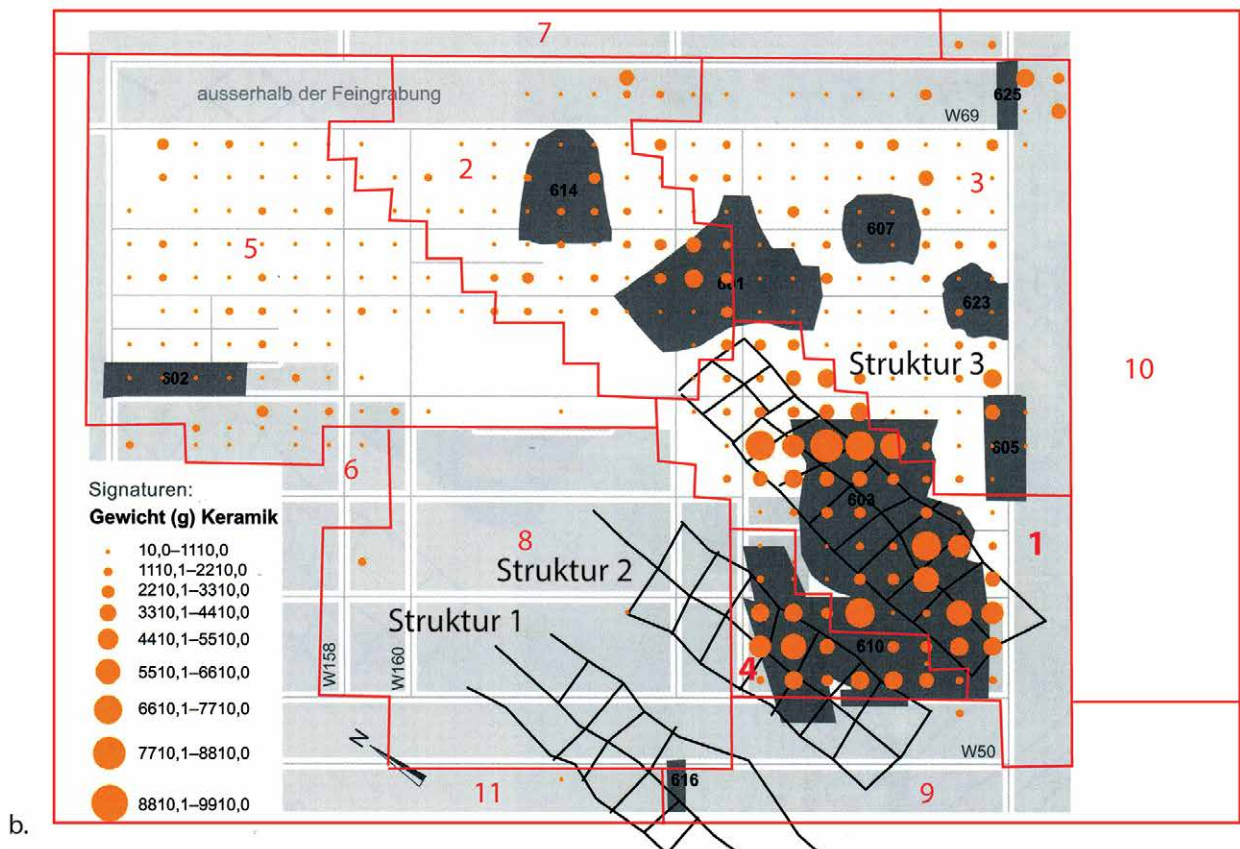 7
ausserhalb der Feingrabung
625
W69
2
614
3
607
5
601
623
602
Struktur 3
10
605
6
603
Signaturen:
Gewicht (g) Keramik
10,0–1110,0
1110,1–2210,0
2210,1–3310,0
3310,1–4410,0
4410,1–5510,0
5510,1–6610,0
6610,1–7710,0
7710,1–8810,0
8810,1–9910,0
8
1
Struktur 2
Struktur 1
W158
W160
4
610
N
W50
616
11
9
b.